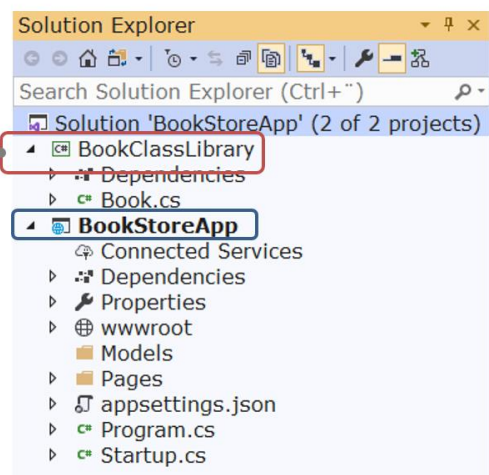 Solution Explorer
Search Solution Explorer (Ctrl+¨)
Solution 'BookStoreApp' (2 of 2 projects)
C# BookClassLibrary
Dependencies
C# Book.cs
BookStoreApp
Connected Services
Dependencies
Properties
wwwroot
Models
Pages
appsettings.json
C# Program.cs
C# Startup.cs